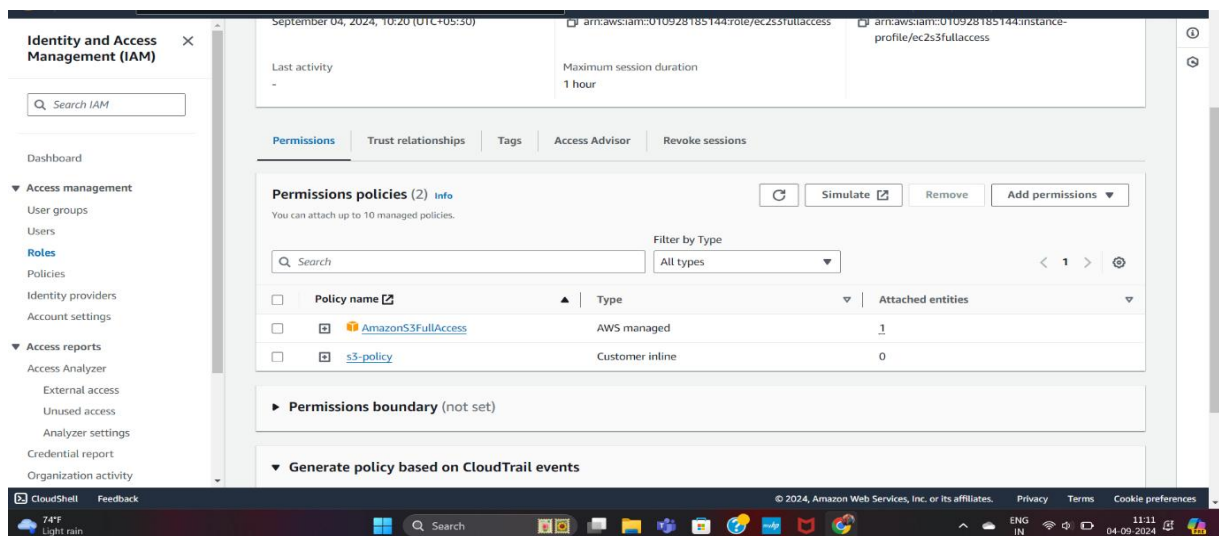 September 04, 2024, 10:20 (UTC+05:30)
arn:aws:iam::010928185144:role/ec2s3fullaccess
arn:aws:iam::010928185144:instance-profile/ec2s3fullaccess
Identity and Access Management (IAM)
Last activity
-
Maximum session duration
1 hour
Search IAM
Dashboard
Access management
User groups
Users
Roles
Policies
Identity providers
Account settings
Access reports
Access Analyzer
External access
Unused access
Analyzer settings
Credential report
Organization activity
Permissions Trust relationships Tags Access Advisor Revoke sessions
Permissions policies (2) Info
You can attach up to 10 managed policies.
Simulate Remove Add permissions
Filter by Type
Search All types 1
Policy name Type Attached entities
AmazonS3FullAccess AWS managed 1
s3-policy Customer inline 0
Permissions boundary (not set)
Generate policy based on CloudTrail events
CloudShell Feedback © 2024, Amazon Web Services, Inc. or its affiliates. Privacy Terms Cookie preferences
74°F
Light rain
Search
ENG
IN
11:11
04-09-2024